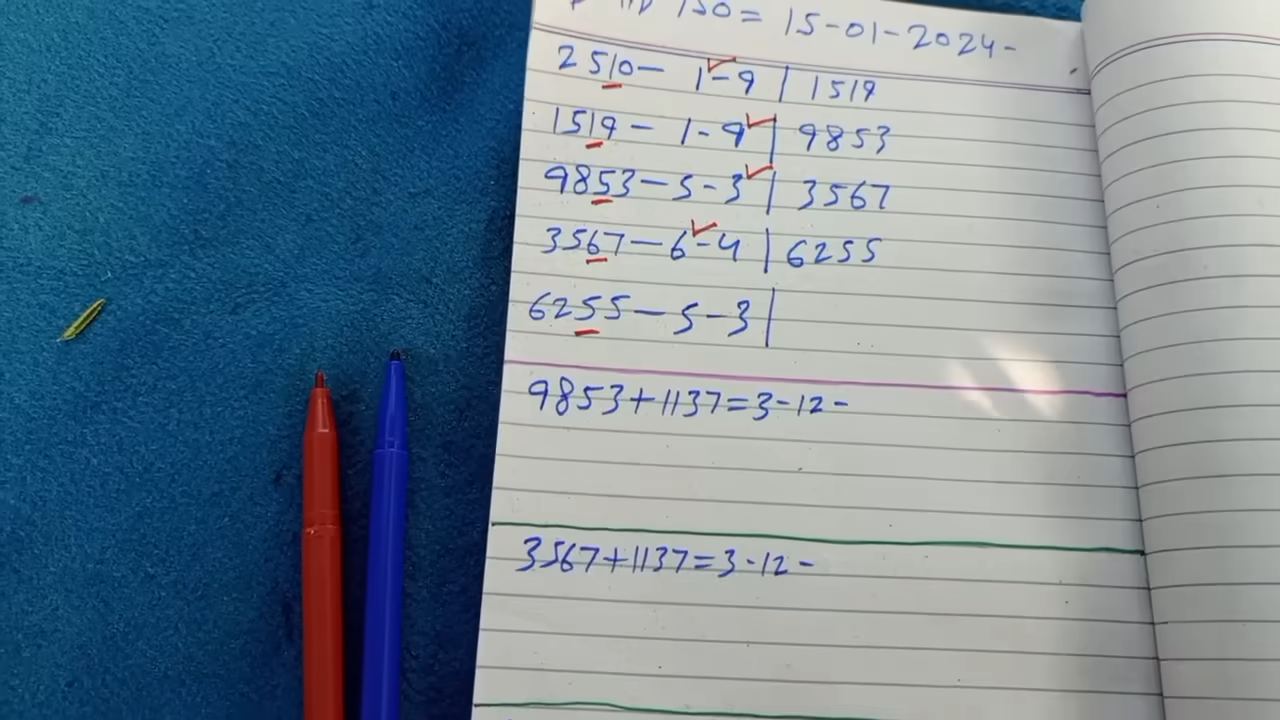 150= 15-01-2024-
2510- 1-9 | 1519
1519- 1-9 | 9853
9853-5-3 | 3567
3567-6-4 | 6255
6255-5-3 |
9853+1137=3-12-
3567+1137=3-12-